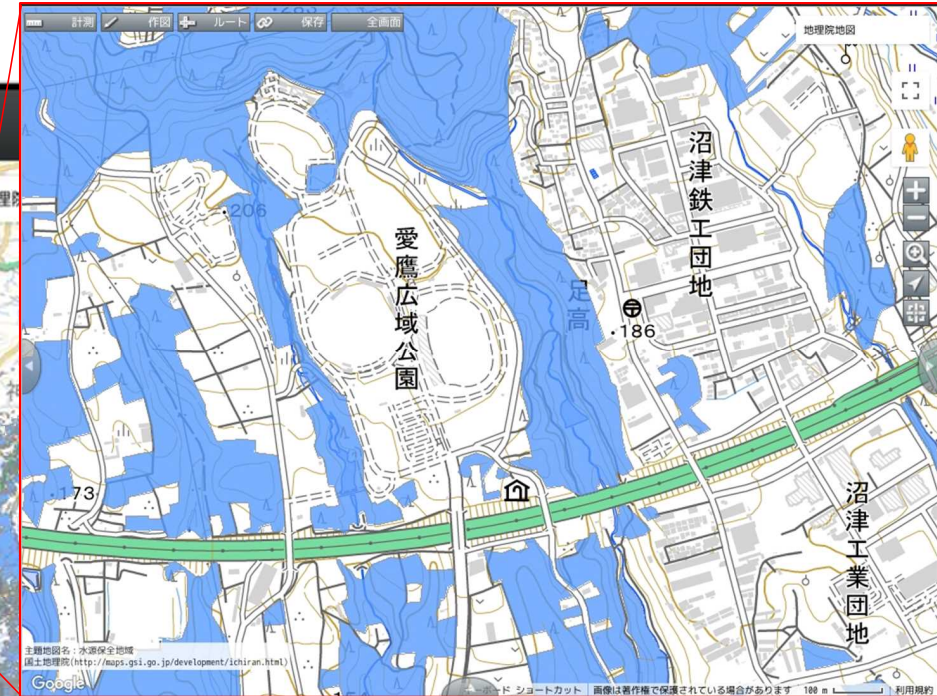 計測
作図
ルート
保存
全画面
地理院地図
・206
愛鷹広域公園
沼津鉄工団地
足高
・186
・173
沼津工業団地
主題地図名：水源保全地域
国土地理院(http://maps.gsi.go.jp/development/ichiran.html)
Google
ボード ショートカット
画像は著作権で保護されている場合があります
100 m
利用規約